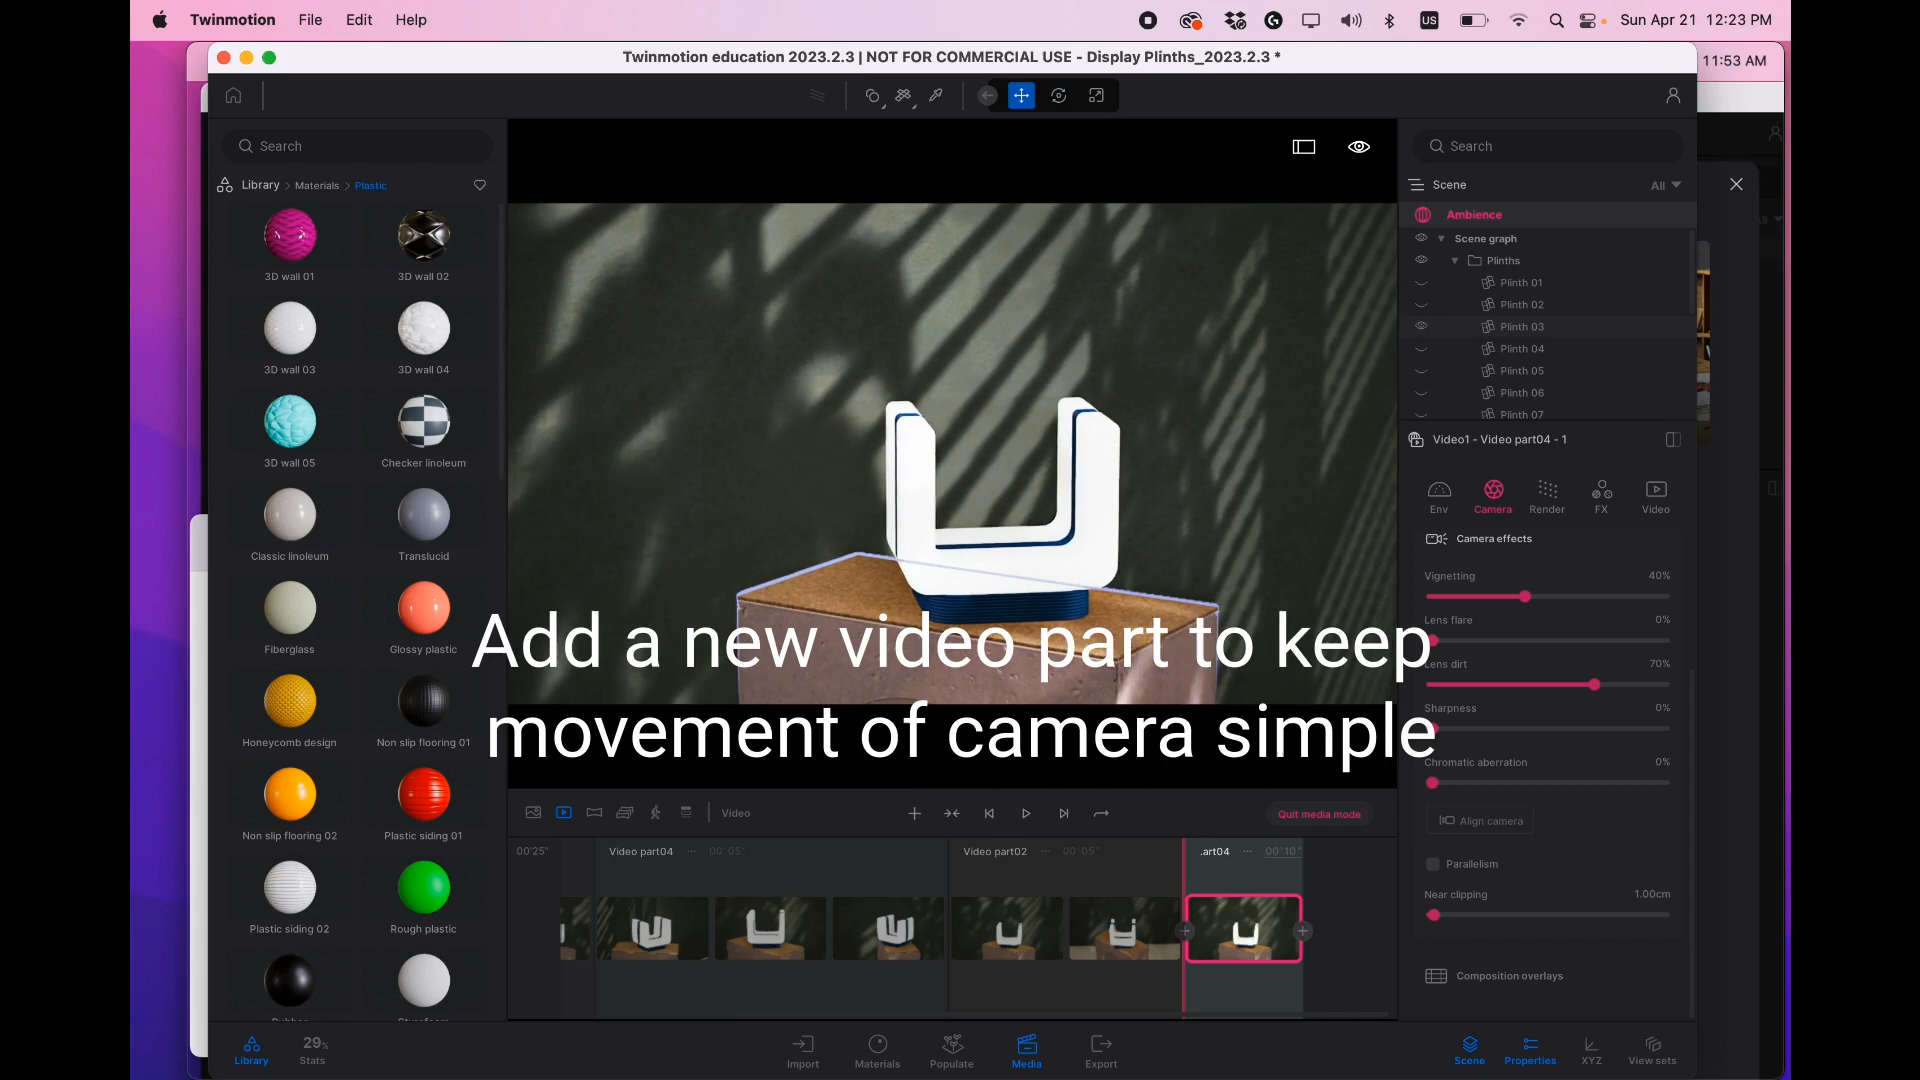 Twinmotion File Edit Help
US
Sun Apr 21 12:23 PM
Twinmotion education 2023.2.3 | NOT FOR COMMERCIAL USE - Display Plinths_2023.2.3 *
11:53 AM
Search
Library > Materials > Plastic
3D wall 01
3D wall 02
3D wall 03
3D wall 04
3D wall 05
Checker linoleum
Classic linoleum
Translucid
Fiberglass
Glossy plastic
Honeycomb design
Non slip flooring 01
Non slip flooring 02
Plastic siding 01
Plastic siding 02
Rough plastic
Add a new video part to keep
movement of camera simple
Search
Scene
All
Ambience
Scene graph
Plinths
Plinth 01
Plinth 02
Plinth 03
Plinth 04
Plinth 05
Plinth 06
Plinth 07
Video1 - Video part04 - 1
Env
Camera
Render
FX
Video
Camera effects
Vignetting 40%
Lens flare 0%
Lens dirt 70%
Sharpness 0%
Chromatic aberration 0%
Align camera
Parallelism
Near clipping 1.00cm
Composition overlays
Video
Quit media mode
00'25"
Video part04 ... 00'05"
Video part02 ... 00'05"
.art04 ... 00'10"
Library
29%
Stats
Import
Materials
Populate
Media
Export
Scene
Properties
XYZ
View sets